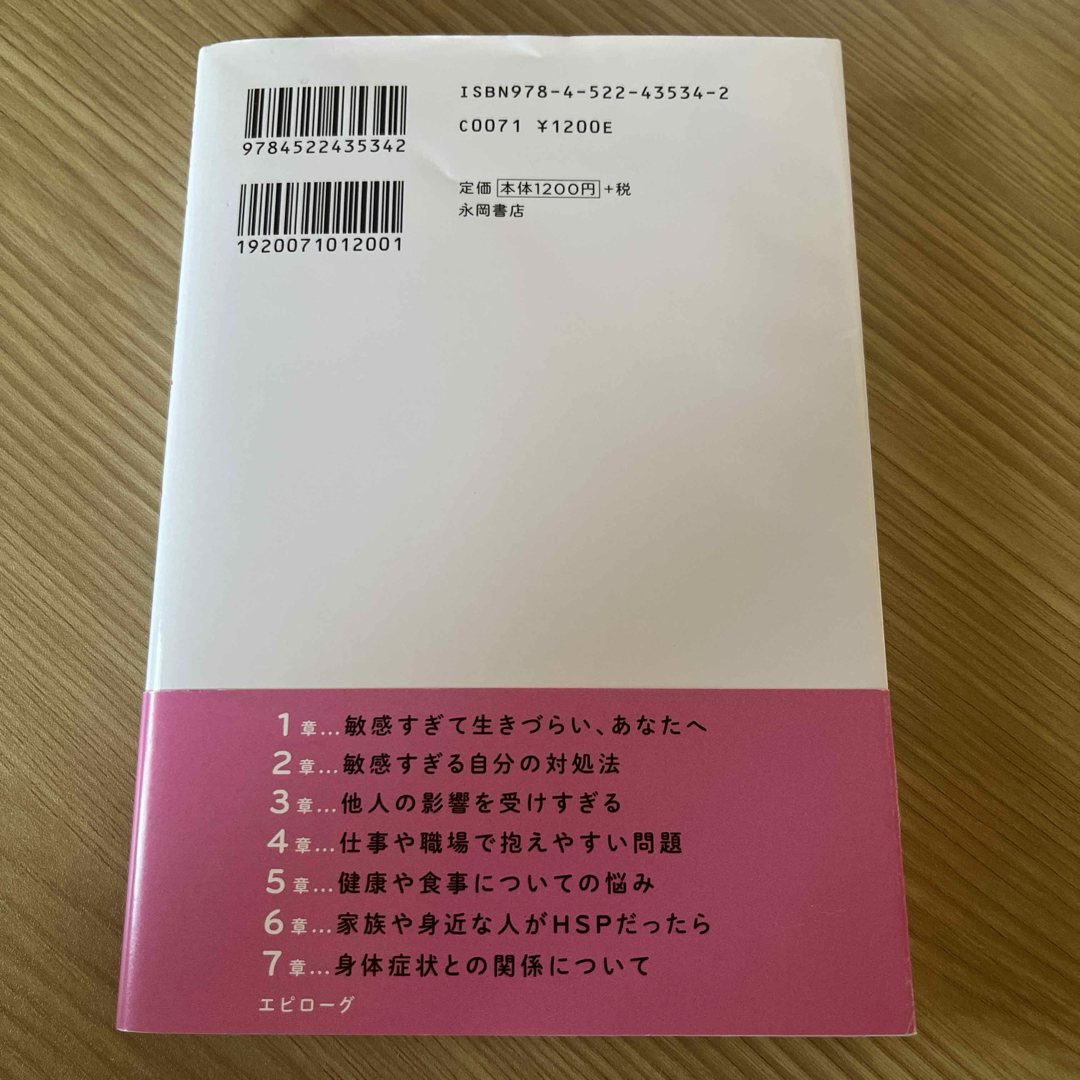 9784522435342
ISBN978-4-522-43534-2
C0071 ¥1200E
1920071012001
定価 本体1200円 +税
永岡書店
1章…敏感すぎて生きづらい、あなたへ
2章…敏感すぎる自分の対処法
3章…他人の影響を受けすぎる
4章…仕事や職場で抱えやすい問題
5章…健康や食事についての悩み
6章…家族や身近な人がHSPだったら
7章…身体症状との関係について
エピローグ